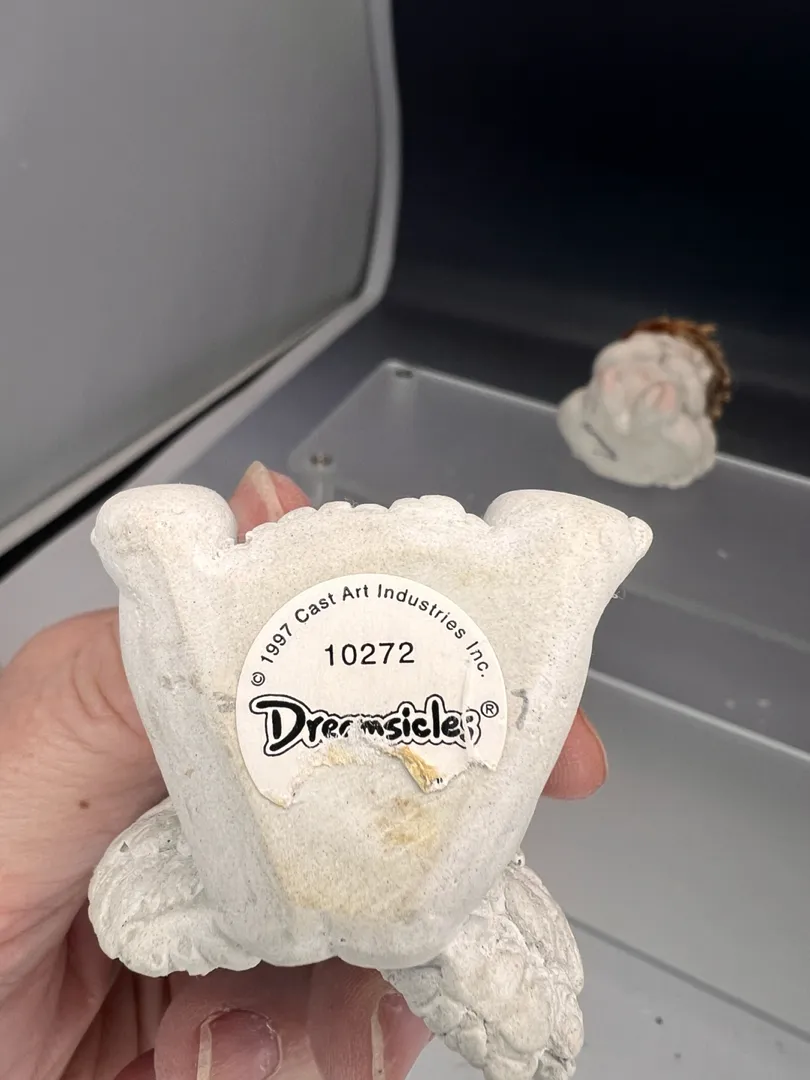 © 1997 Cast Art Industries Inc.
10272
Dreamsicles®